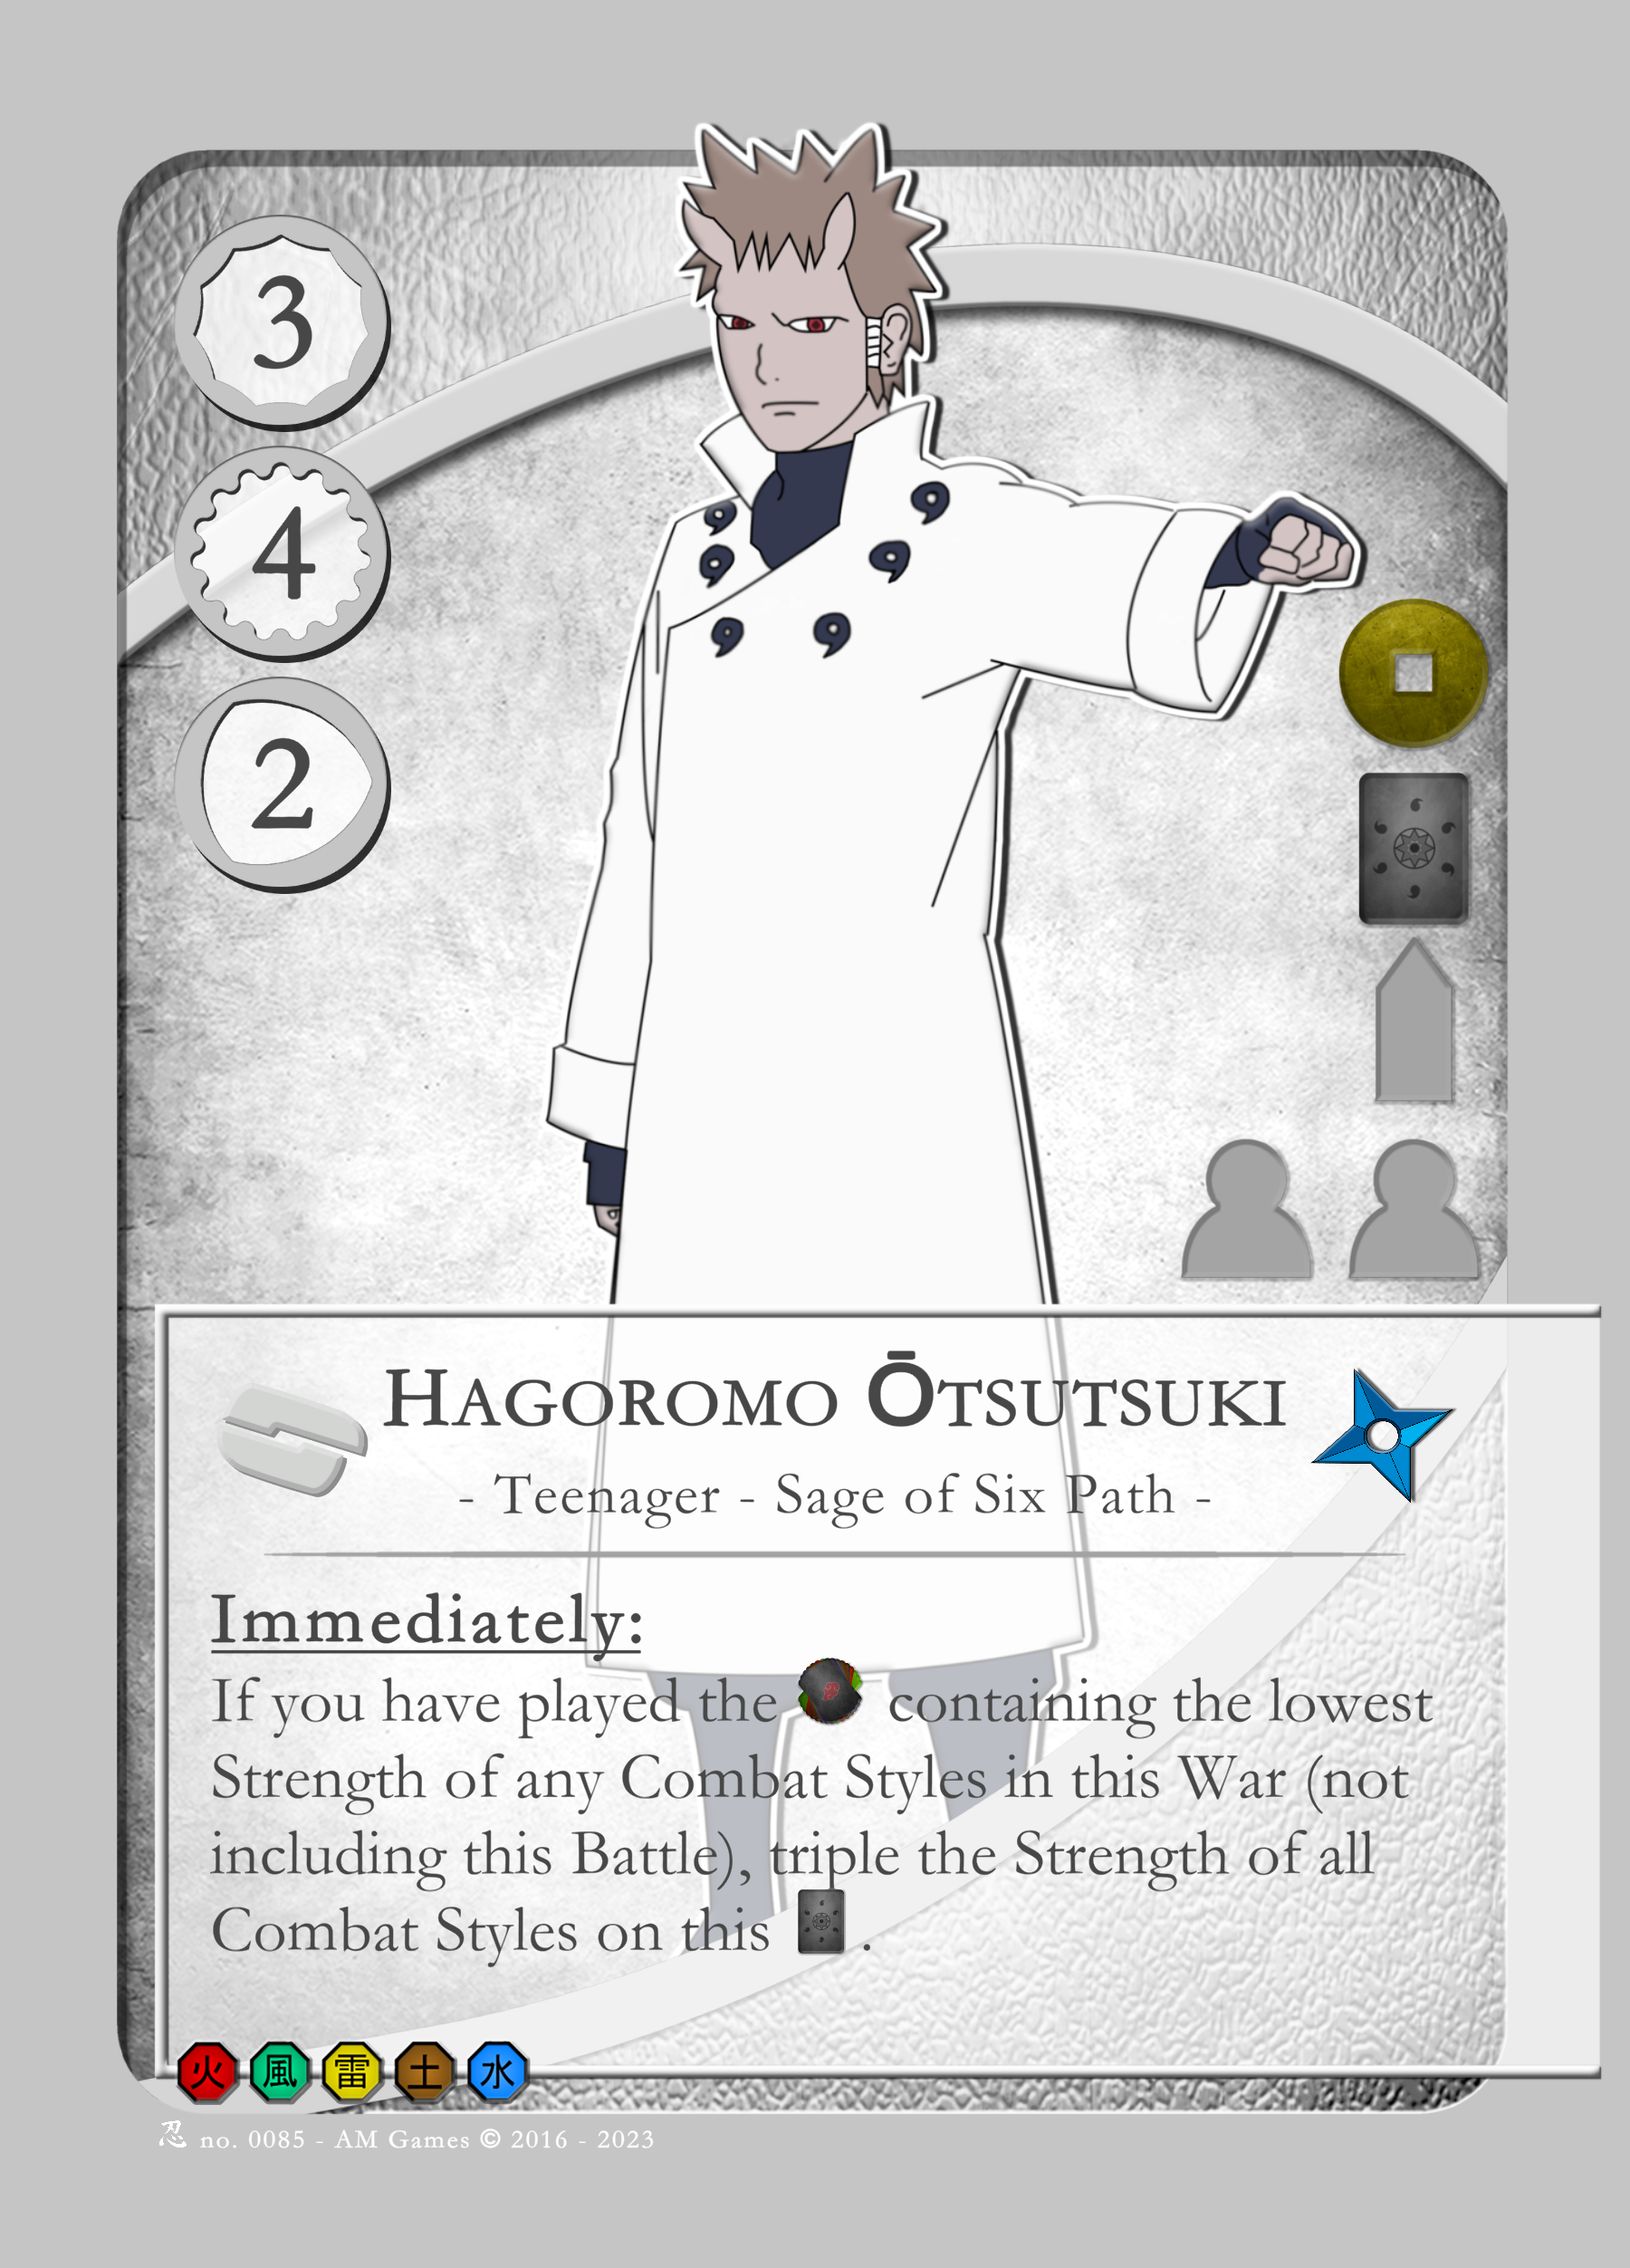 3
4
2
Hagoromo Ōtsutsuki
- Teenager - Sage of Six Path -
Immediately:
If you have played the containing the lowest
Strength of any Combat Styles in this War (not
including this Battle), triple the Strength of all
Combat Styles on this .
火 風 雷 土 水
忍 no. 0085 - AM Games © 2016 - 2023